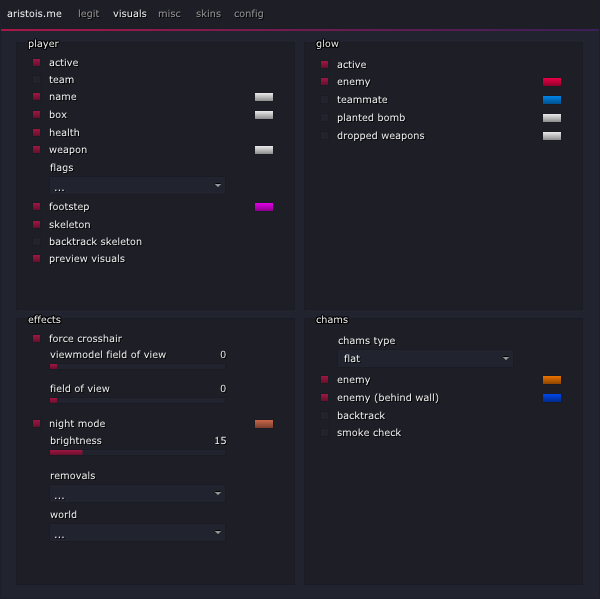 aristois.me legit visuals misc skins config
player
active
team
name
box
health
weapon
flags
...
footstep
skeleton
backtrack skeleton
preview visuals
glow
active
enemy
teammate
planted bomb
dropped weapons
effects
force crosshair
viewmodel field of view 0
field of view 0
night mode
brightness 15
removals
...
world
...
chams
chams type
flat
enemy
enemy (behind wall)
backtrack
smoke check